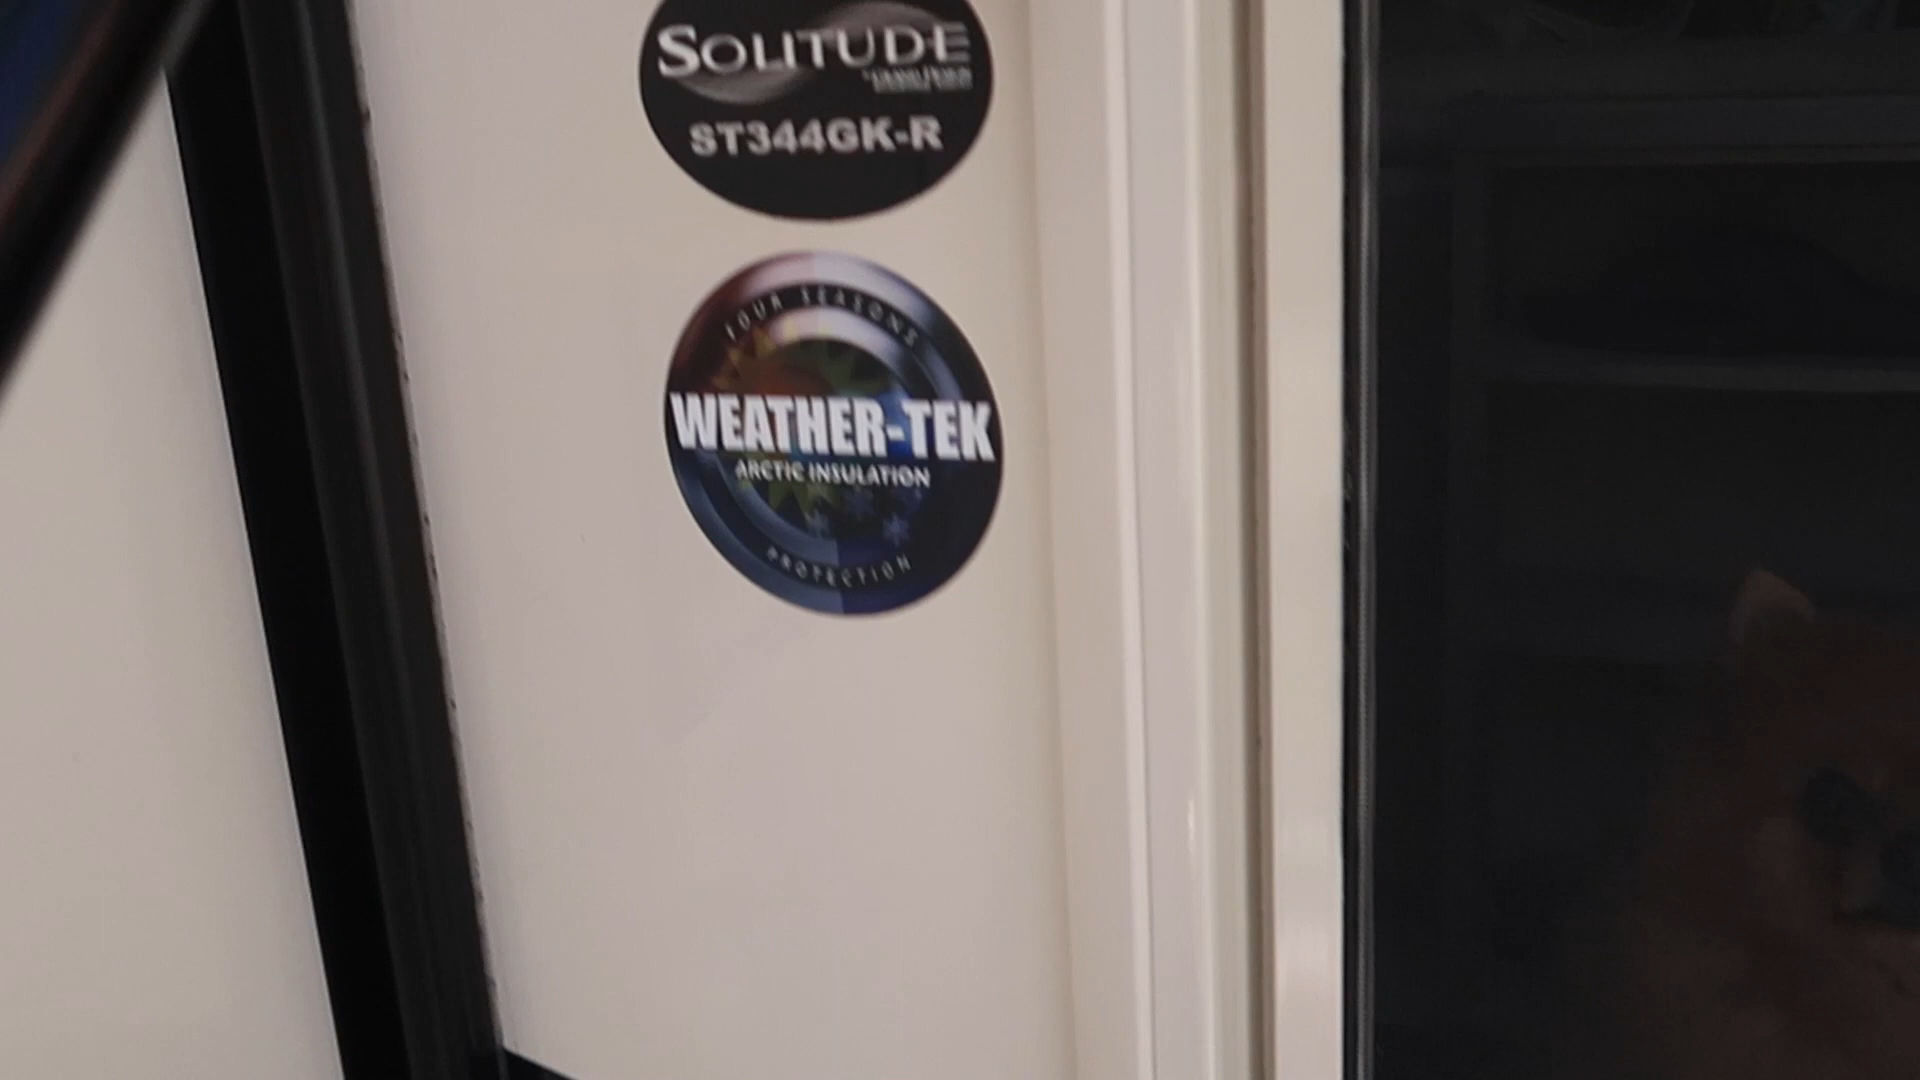 SOLITUDE
ST344GK-R
FOUR SEASONS
WEATHER-TEK
ARCTIC INSULATION
PROTECTION